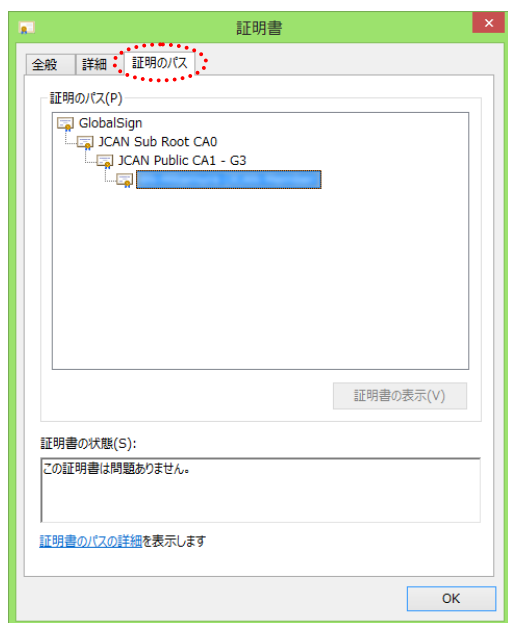 証明書
全般 詳細 証明のパス
証明のパス(P)
GlobalSign
JCAN Sub Root CA0
JCAN Public CA1 - G3
証明書の表示(V)
証明書の状態(S):
この証明書は問題ありません。
証明書のパスの詳細を表示します
OK